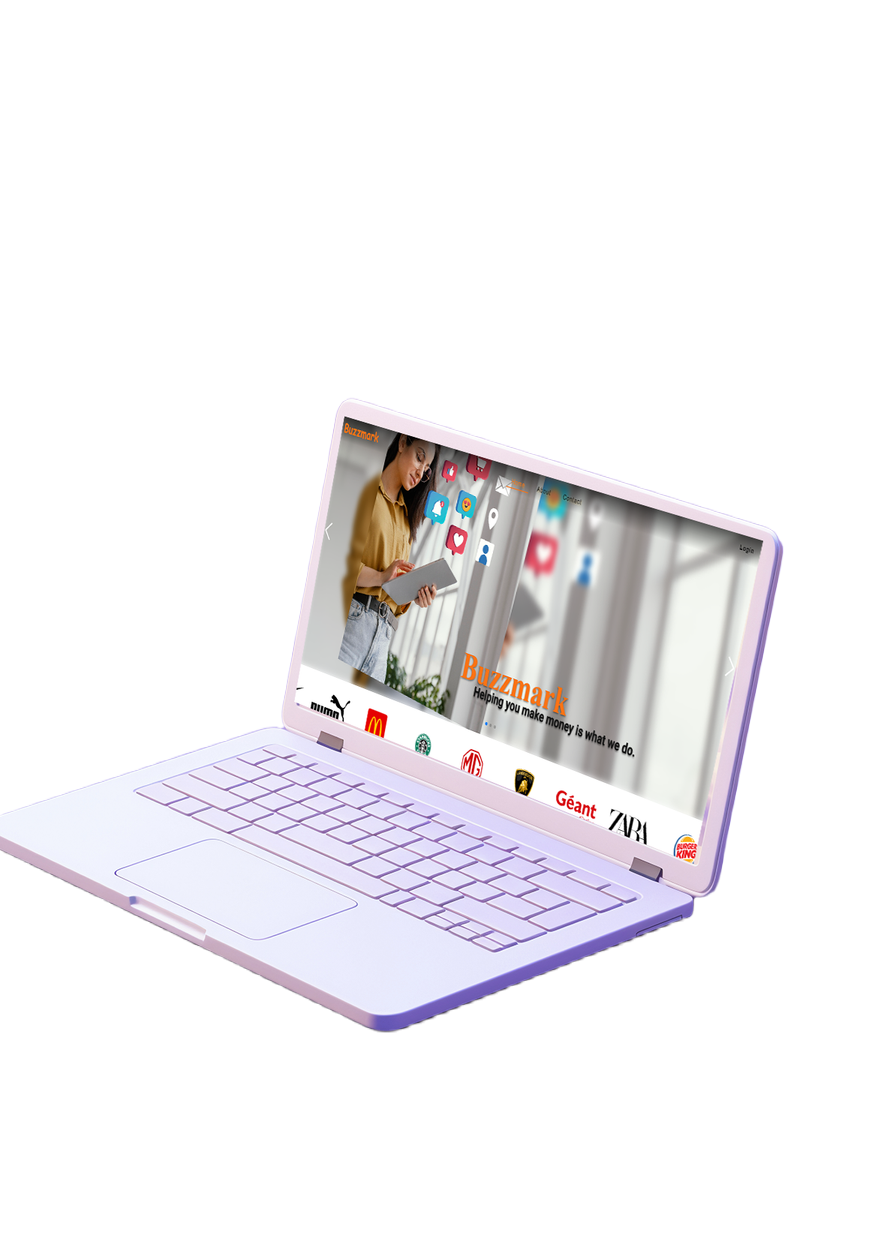 Buzzmark
About
Contact
Login
Buzzmark
Helping you make money is what we do.
PUMA
MG
Géant
ZARA
BURGER
KING